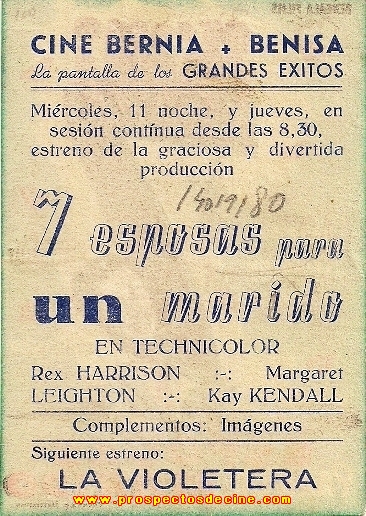 CINE BERNIA + BENISA
La pantalla de los GRANDES EXITOS
Miércoles, 11 noche, y jueves, en
sesión contínua desde las 8,30,
estreno de la graciosa y divertida
producción
7 esposas para
un marido
EN TECHNICOLOR
Rex HARRISON :-: Margaret
LEIGHTON :-: Kay KENDALL
Complementos: Imágenes
Siguiente estreno:
LA VIOLETERA
www.prospectosdecine.com